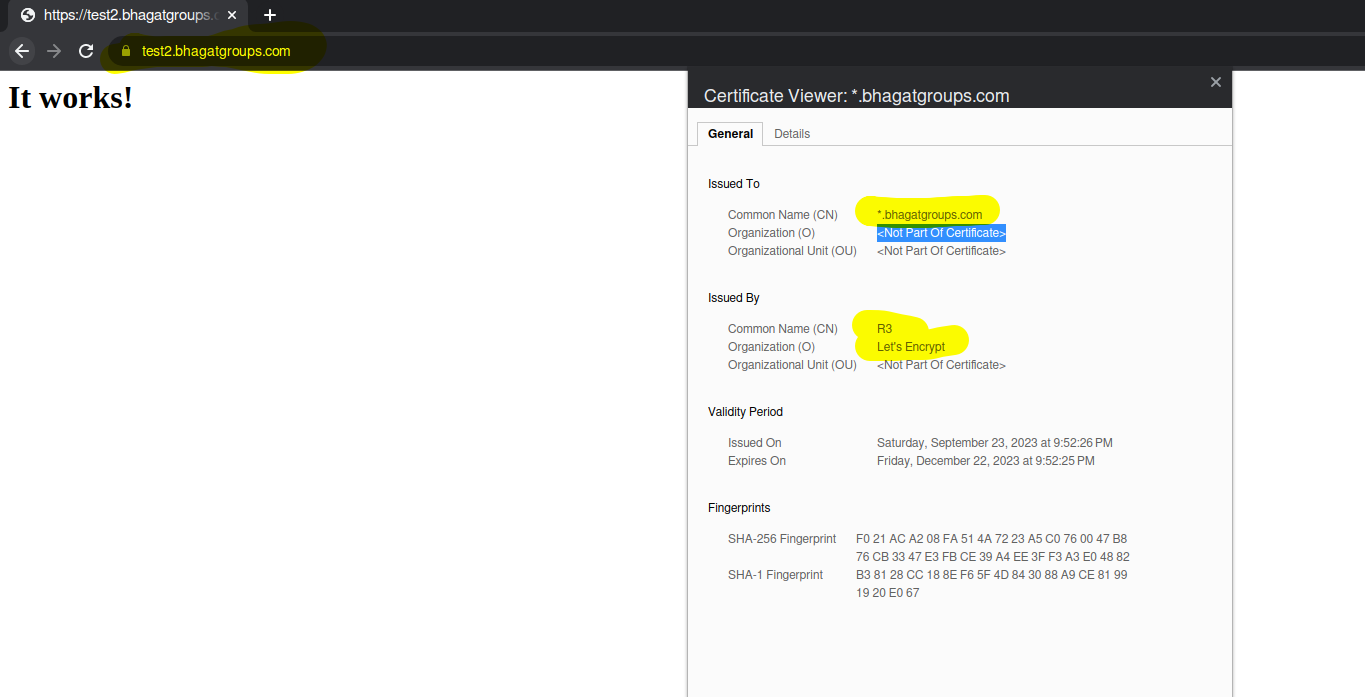 https://test2.bhagatgroups.c
test2.bhagatgroups.com
It works!
Certificate Viewer: *.bhagatgroups.com
General Details
Issued To
Common Name (CN) *.bhagatgroups.com
Organization (O) <Not Part Of Certificate>
Organizational Unit (OU) <Not Part Of Certificate>
Issued By
Common Name (CN) R3
Organization (O) Let's Encrypt
Organizational Unit (OU) <Not Part Of Certificate>
Validity Period
Issued On Saturday, September 23, 2023 at 9:52:26 PM
Expires On Friday, December 22, 2023 at 9:52:25 PM
Fingerprints
SHA-256 Fingerprint F0 21 AC A2 08 FA 51 4A 72 23 A5 C0 76 00 47 B8
76 CB 33 47 E3 FB CE 39 A4 EE 3F F3 A3 E0 48 82
SHA-1 Fingerprint B3 81 28 CC 18 8E F6 5F 4D 84 30 88 A9 CE 81 99
19 20 E0 67